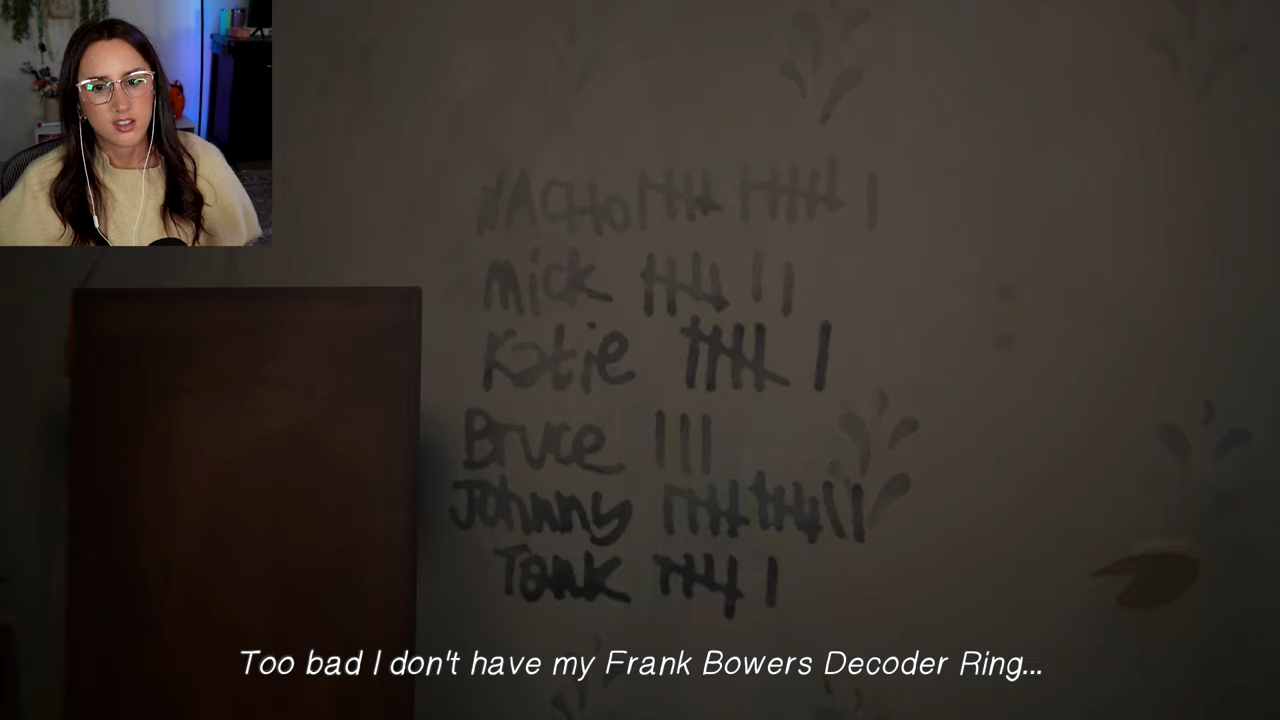 NACHO
Mick
Katie
Bruce
Johnny
Tank
Too bad I don't have my Frank Bowers Decoder Ring...